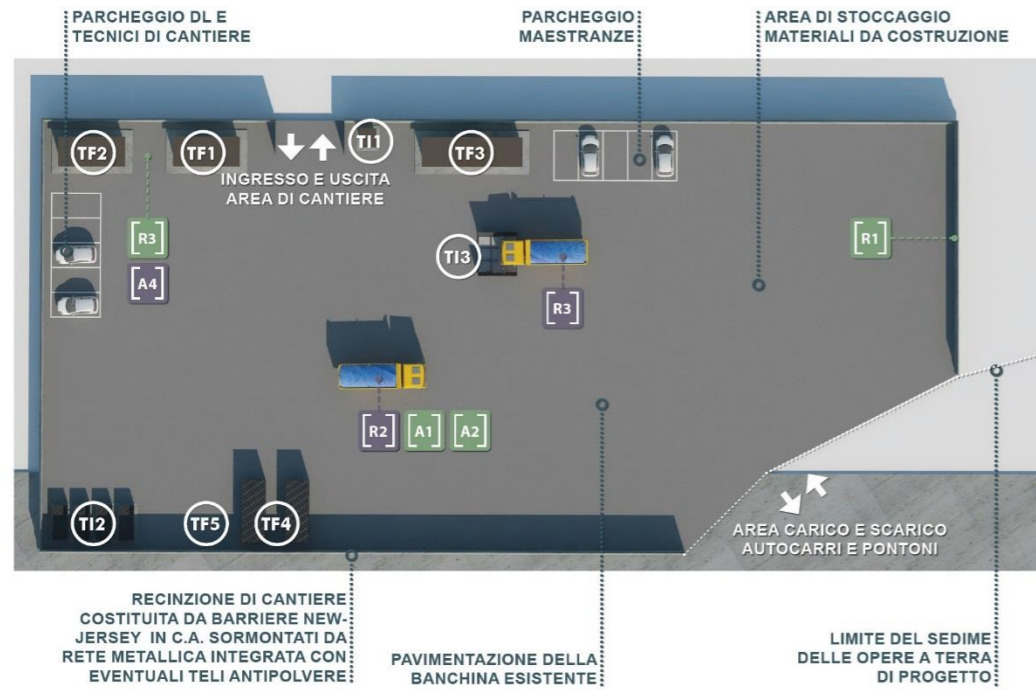 PARCHEGGIO DL E
TECNICI DI CANTIERE
PARCHEGGIO
MAESTRANZE
AREA DI STOCCAGGIO
MATERIALI DA COSTRUZIONE
TF2
TF1
TI1
TF3
INGRESSO E USCITA
AREA DI CANTIERE
[R3]
[A4]
TI3
[R3]
[R1]
[R2]
[A1]
[A2]
TI2
TF5
TF4
AREA CARICO E SCARICO
AUTOCARRI E PONTONI
RECINZIONE DI CANTIERE
COSTITUITA DA BARRIERE NEW-
JERSEY IN C.A. SORMONTATI DA
RETE METALLICA INTEGRATA CON
EVENTUALI TELI ANTIPOLVERE
PAVIMENTAZIONE DELLA
BANCHINA ESISTENTE
LIMITE DEL SEDIME
DELLE OPERE A TERRA
DI PROGETTO